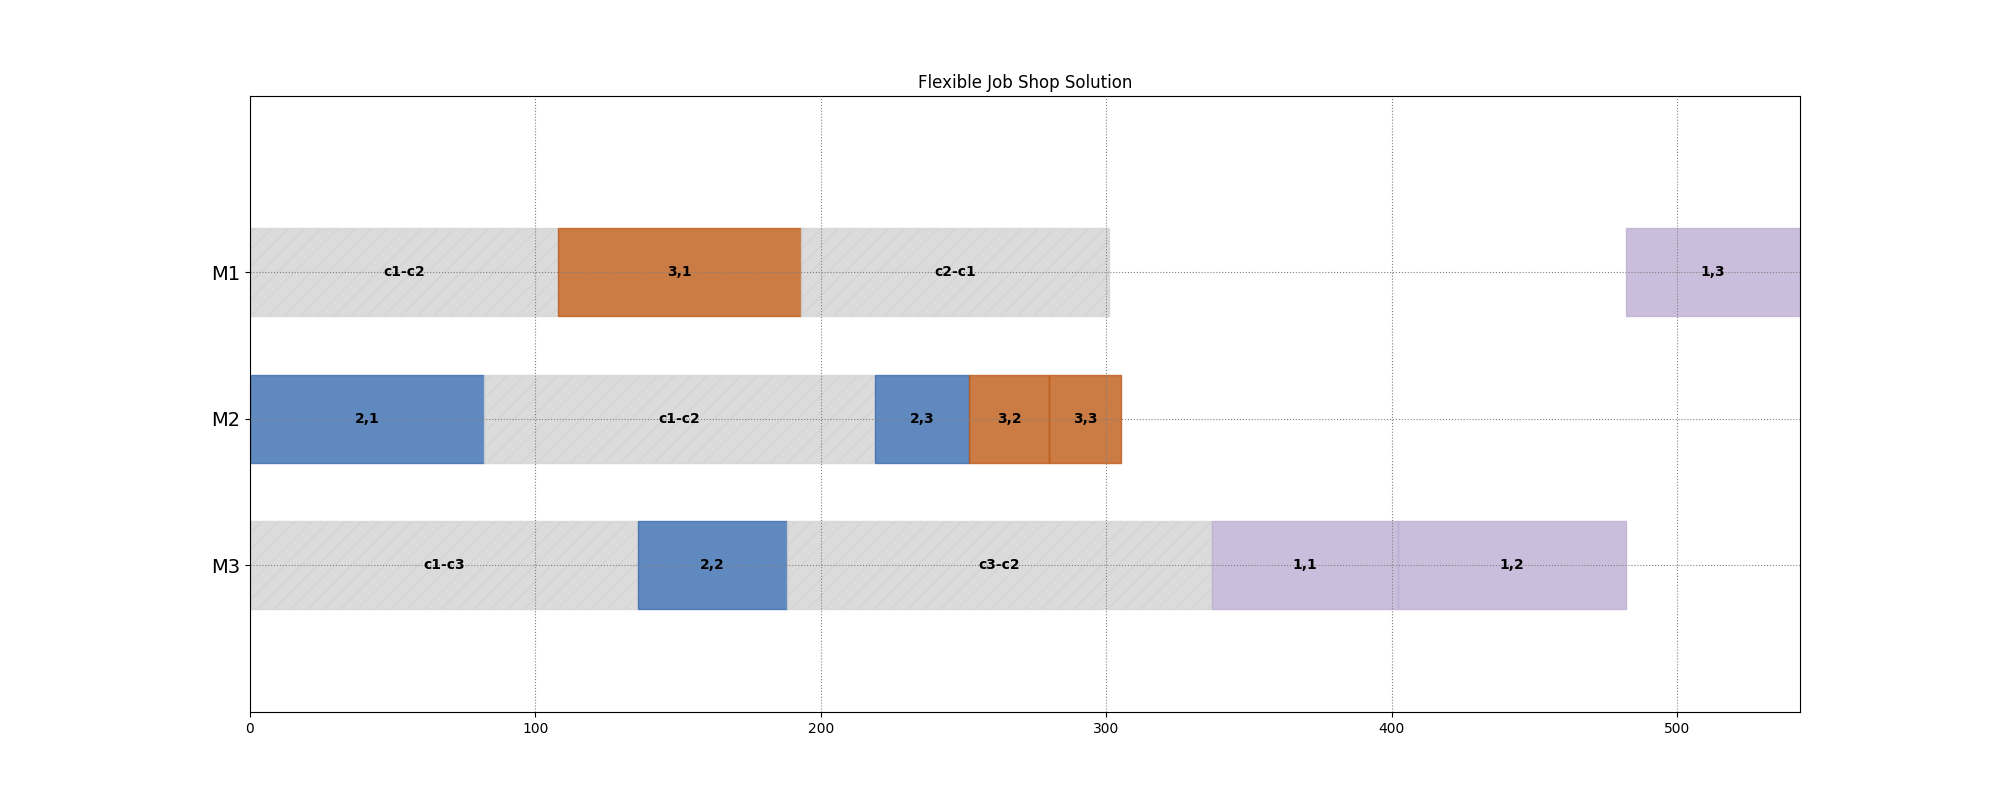 Flexible Job Shop Solution
M1
c1-c2
3,1
c2-c1
1,3
M2
2,1
c1-c2
2,3
3,2
3,3
M3
c1-c3
2,2
c3-c2
1,1
1,2
0 100 200 300 400 500